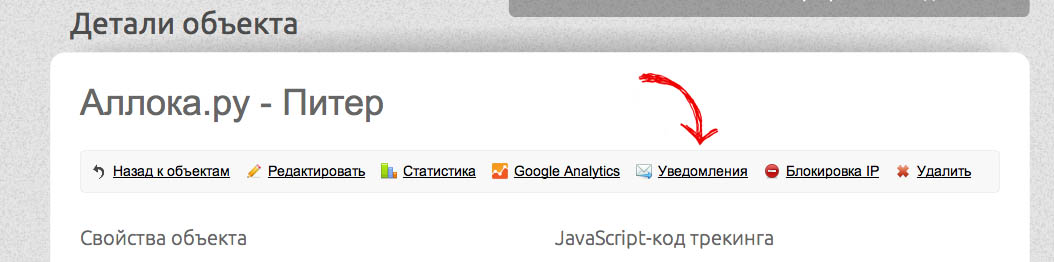 Детали объекта
Аллока.ру - Питер
Назад к объектам Редактировать Статистика Google Analytics Уведомления Блокировка IP Удалить
Свойства объекта JavaScript-код трекинга